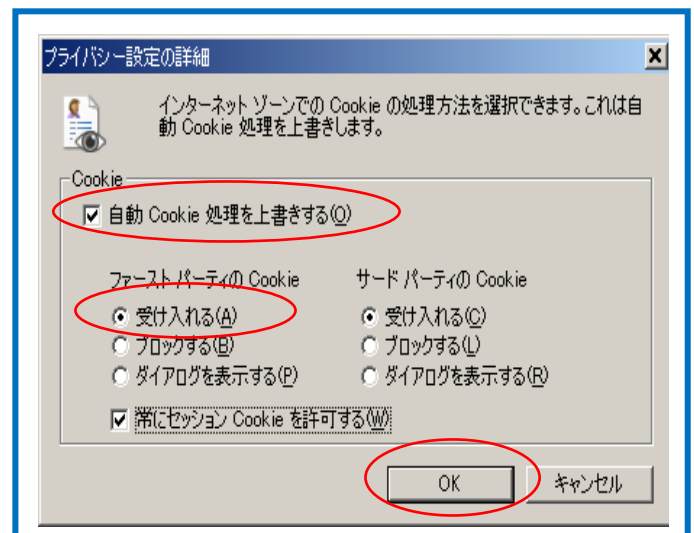 プライバシー設定の詳細
インターネット ゾーンでの Cookie の処理方法を選択できます。これは自
動 Cookie 処理を上書きします。
Cookie
自動 Cookie 処理を上書きする(O)
ファースト パーティの Cookie サード パーティの Cookie
受け入れる(A) 受け入れる(C)
ブロックする(B) ブロックする(L)
ダイアログを表示する(P) ダイアログを表示する(R)
常にセッション Cookie を許可する(W)
OK キャンセル